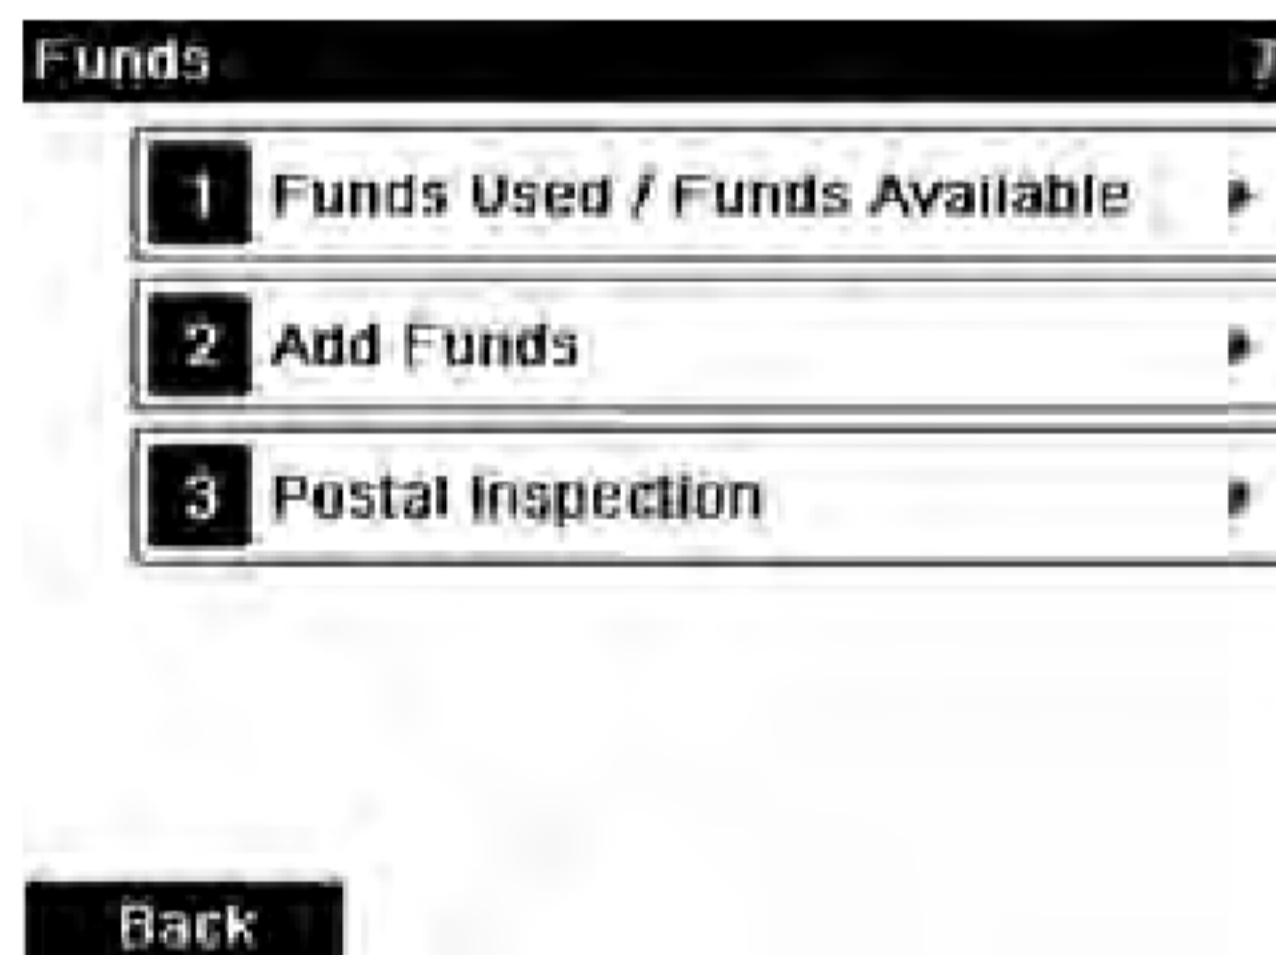 Funds
1 Funds Used / Funds Available
2 Add Funds
3 Postal Inspection
Back